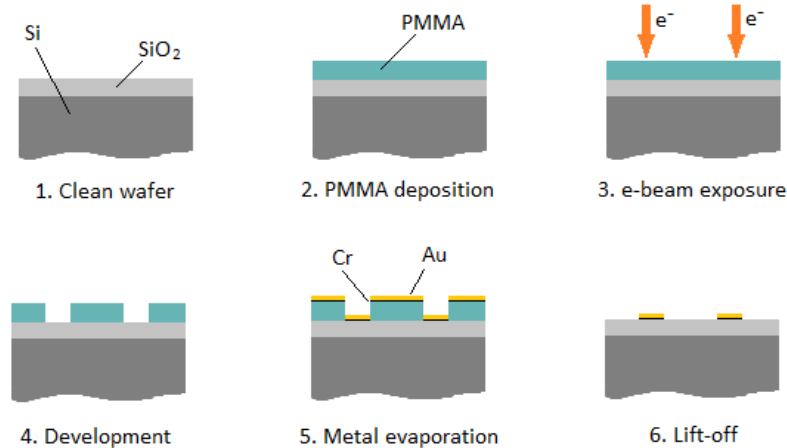 Si
SiO₂
1. Clean wafer
PMMA
2. PMMA deposition
e⁻
e⁻
3. e-beam exposure
4. Development
Cr
Au
5. Metal evaporation
6. Lift-off